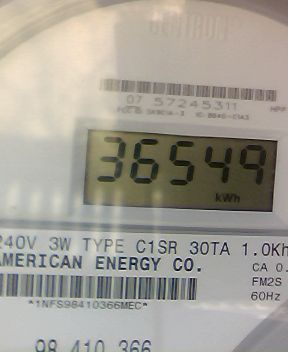 07 57245311
36549
kWh
240V 3W TYPE C1SR 30TA 1.0Kh
AMERICAN ENERGY CO.
CA 0.
FM2S
60Hz
*1NFS98410366MEC*
98 410 366